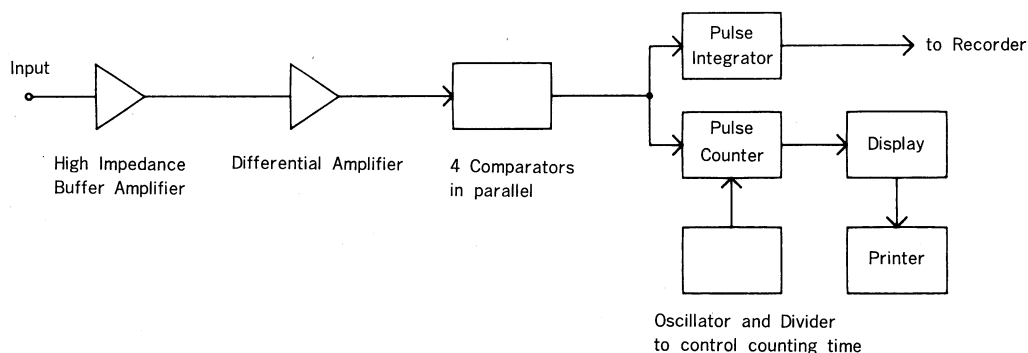 Input
High Impedance
Buffer Amplifier
Differential Amplifier
4 Comparators
in parallel
Pulse
Integrator
to Recorder
Pulse
Counter
Display
Printer
Oscillator and Divider
to control counting time